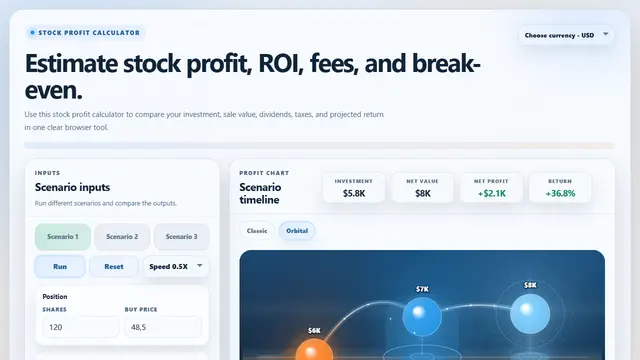 STOCK PROFIT CALCULATOR
Choose currency - USD
Estimate stock profit, ROI, fees, and break-
even.
Use this stock profit calculator to compare your investment, sale value, dividends, taxes, and projected return
in one clear browser tool.
INPUTS
Scenario inputs
Run different scenarios and compare the outputs.
Scenario 1
Scenario 2
Scenario 3
Run
Reset
Speed 0.5X
Position
SHARES
BUY PRICE
120
48,5
PROFIT CHART
Scenario
timeline
INVESTMENT
$5.8K
NET VALUE
$8K
NET PROFIT
+$2.1K
RETURN
+36.8%
Classic
Orbital
$6K
$7K
$8K